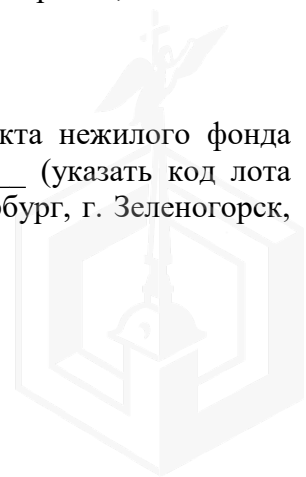 кта нежилого фонда
__ (указать код лота
бург, г. Зеленогорск,